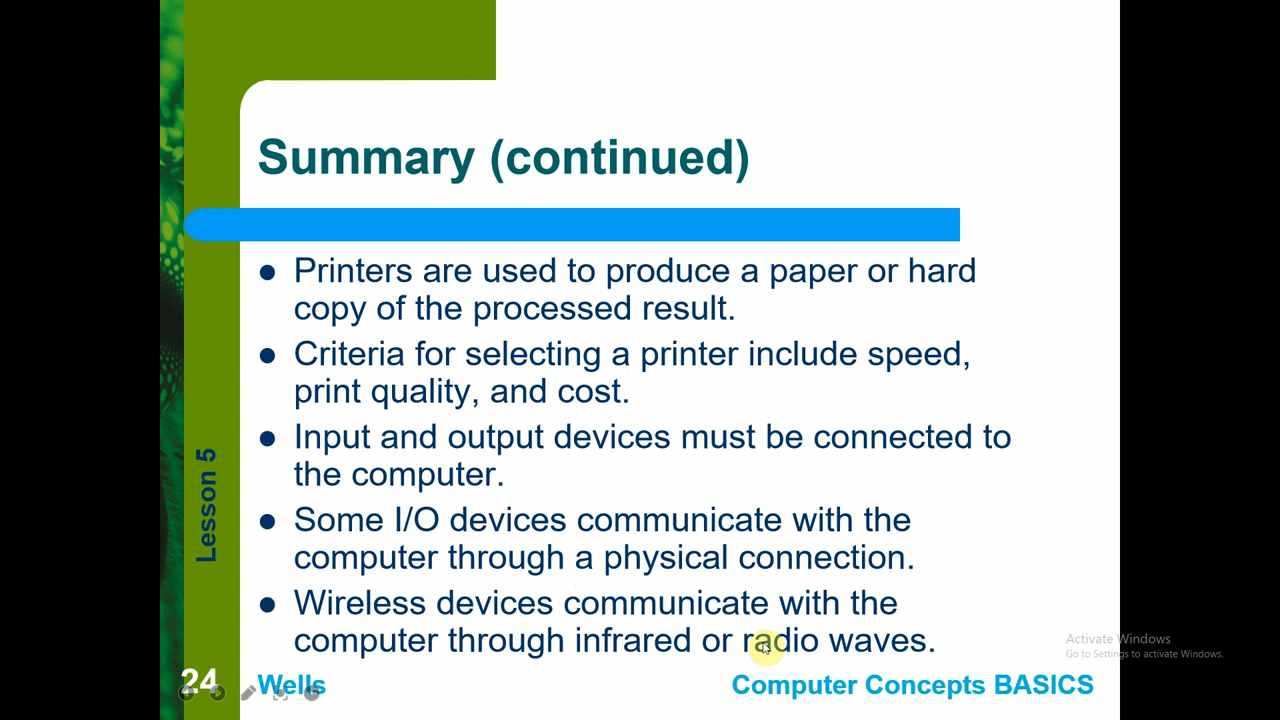 Summary (continued)
● Printers are used to produce a paper or hard
copy of the processed result.
● Criteria for selecting a printer include speed,
print quality, and cost.
● Input and output devices must be connected to
the computer.
● Some I/O devices communicate with the
computer through a physical connection.
● Wireless devices communicate with the
computer through infrared or radio waves.
Lesson 5
24
Wells
Computer Concepts BASICS
Activate Windows
Go to Settings to activate Windows.